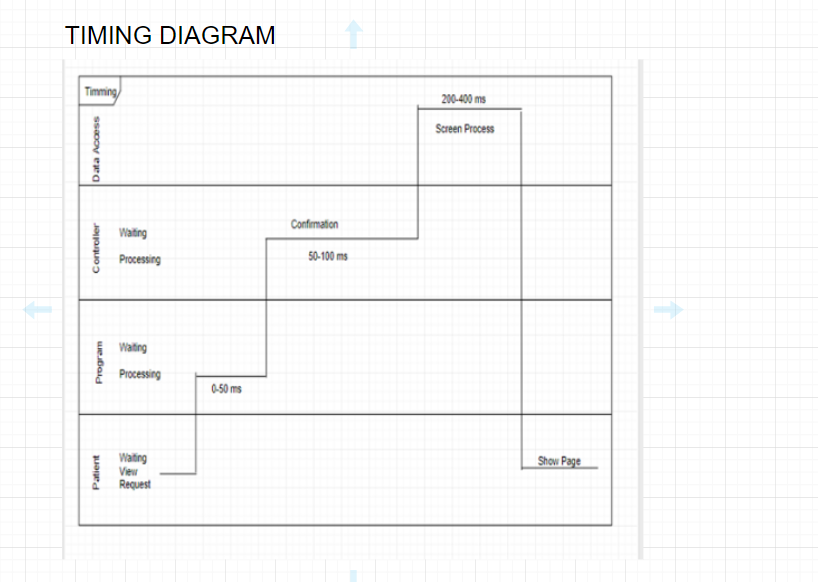 TIMING DIAGRAM
Timming
200-400 ms
Screen Process
Data Access
Confirmation
Waiting
50-100 ms
Processing
Controller
Waiting
Processing
0-50 ms
Program
Waiting
Show Page
View
Request
Patient